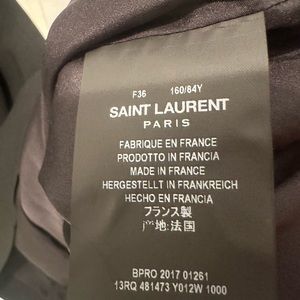 F36 160/84Y
SAINT LAURENT
PARIS
FABRIQUE EN FRANCE
PRODOTTO IN FRANCIA
MADE IN FRANCE
HERGESTELLT IN FRANKREICH
HECHO EN FRANCIA
フランス製
地: 法国
BPRO 2017 01261
13RQ 481473 Y012W 1000